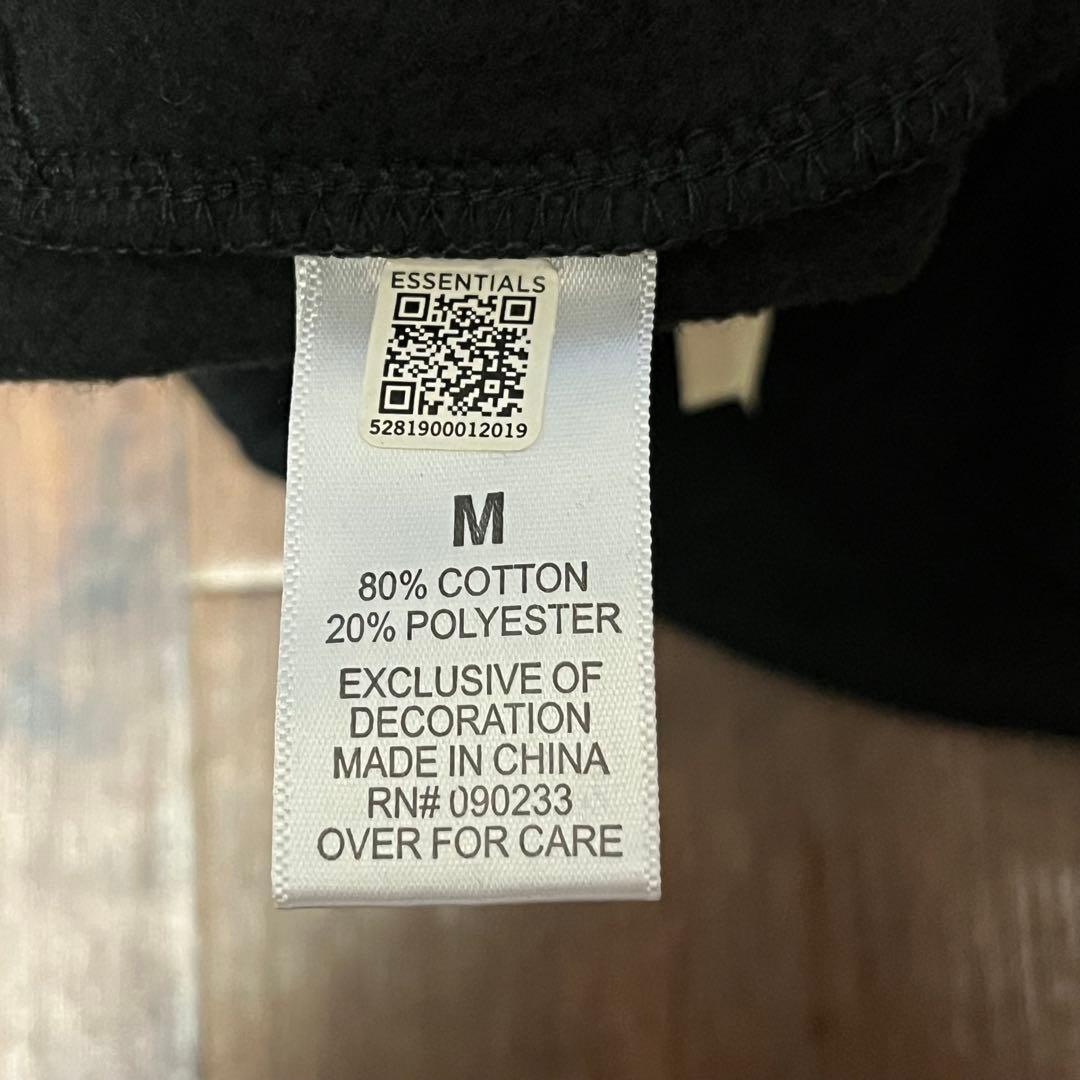 ESSENTIALS
5281900012019
M
80% COTTON
20% POLYESTER
EXCLUSIVE OF
DECORATION
MADE IN CHINA
RN# 090233
OVER FOR CARE